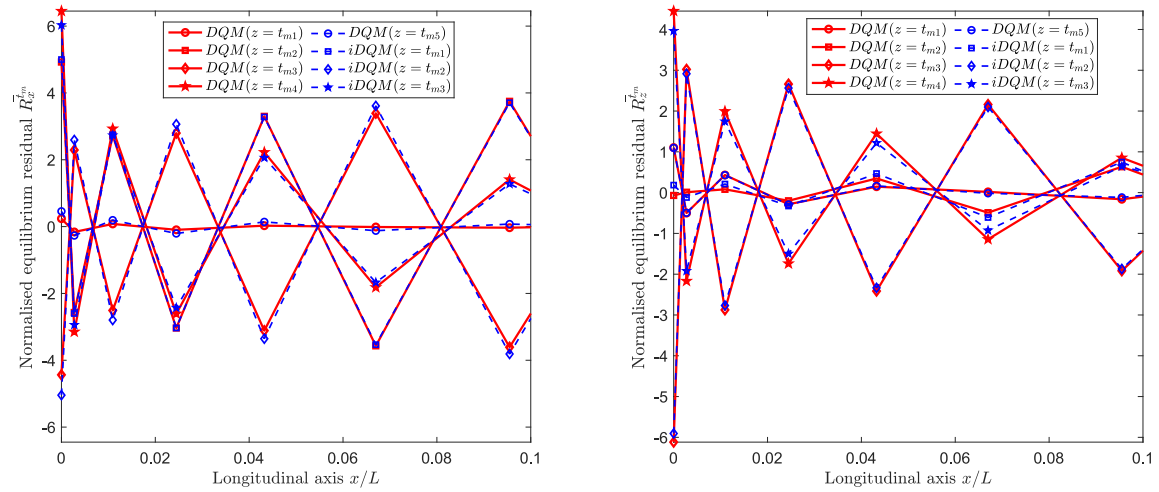 Normalised equilibrium residual R̄_x^{t_m}
6
4
2
0
-2
-4
-6
DQM(z = t_{m1})
DQM(z = t_{m2})
DQM(z = t_{m3})
DQM(z = t_{m4})
DQM(z = t_{m5})
iDQM(z = t_{m1})
iDQM(z = t_{m2})
iDQM(z = t_{m3})
0 0.02 0.04 0.06 0.08 0.1
Longitudinal axis x/L
Normalised equilibrium residual R̄_z^{t_m}
4
3
2
1
0
-1
-2
-3
-4
-5
-6
DQM(z = t_{m1})
DQM(z = t_{m2})
DQM(z = t_{m3})
DQM(z = t_{m4})
DQM(z = t_{m5})
iDQM(z = t_{m1})
iDQM(z = t_{m2})
iDQM(z = t_{m3})
0 0.02 0.04 0.06 0.08 0.1
Longitudinal axis x/L